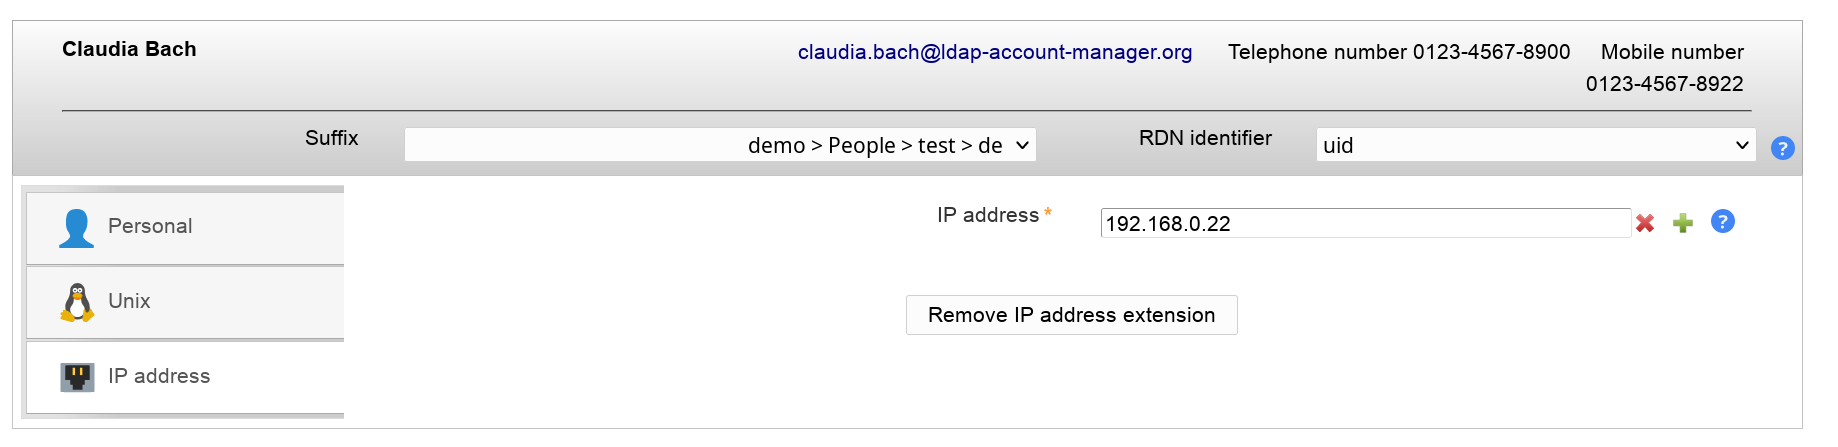 Claudia Bach
claudia.bach@ldap-account-manager.org Telephone number 0123-4567-8900 Mobile number
0123-4567-8922
Suffix demo > People > test > de RDN identifier uid ?
Personal
IP address * 192.168.0.22 ?
Unix
Remove IP address extension
IP address